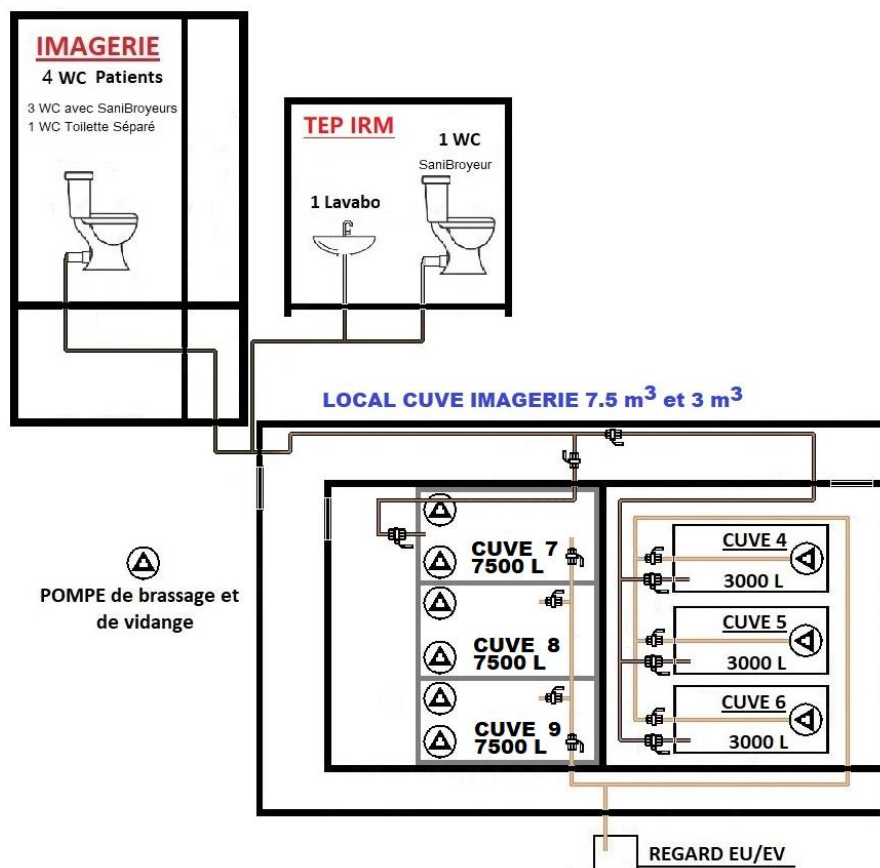 IMAGERIE
4 WC Patients
3 WC avec SaniBroyeurs
1 WC Toilette Séparé
TEP IRM
1 WC
SaniBroyeur
1 Lavabo
LOCAL CUVE IMAGERIE 7.5 m³ et 3 m³
POMPE de brassage et
de vidange
CUVE 7
7500 L
CUVE 8
7500 L
CUVE 9
7500 L
CUVE 4
3000 L
CUVE 5
3000 L
CUVE 6
3000 L
REGARD EU/EV